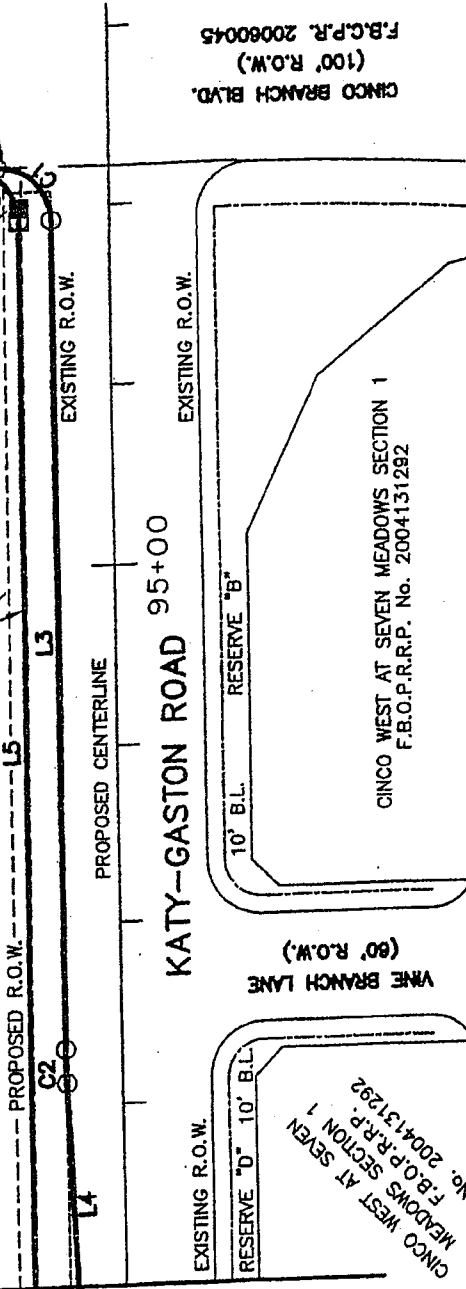 CINCO BRANCH BLVD.
(100' R.O.W.)
F.B.C.P.R. 20060045
EXISTING R.O.W.
EXISTING R.O.W.
L5
L3
PROPOSED R.O.W.
PROPOSED CENTERLINE
KATY-GASTON ROAD 95+00
10' B.L.
RESERVE "B"
CINCO WEST AT SEVEN MEADOWS SECTION 1
F.B.O.P.R.R.P. No. 2004131292
VINE BRANCH LANE
(60' R.O.W.)
C2
L4
EXISTING R.O.W.
RESERVE "D" 10' B.L.
CINCO WEST AT SEVEN
MEADOWS SECTION 1
F.B.O.P.R.R.P.
No. 2004131292